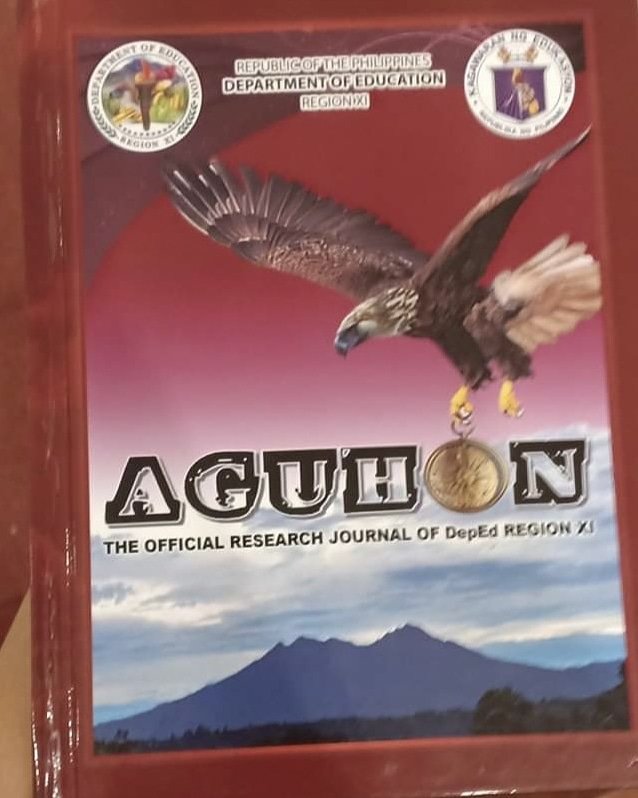 DEPARTMENT OF EDUCATION
REGION XI
REPUBLIC OF THE PHILIPPINES
DEPARTMENT OF EDUCATION
REGION XI
KAGAWARAN NG EDUKASYON
REPUBLIKA NG PILIPINAS
AGUHON
THE OFFICIAL RESEARCH JOURNAL OF DepEd REGION XI